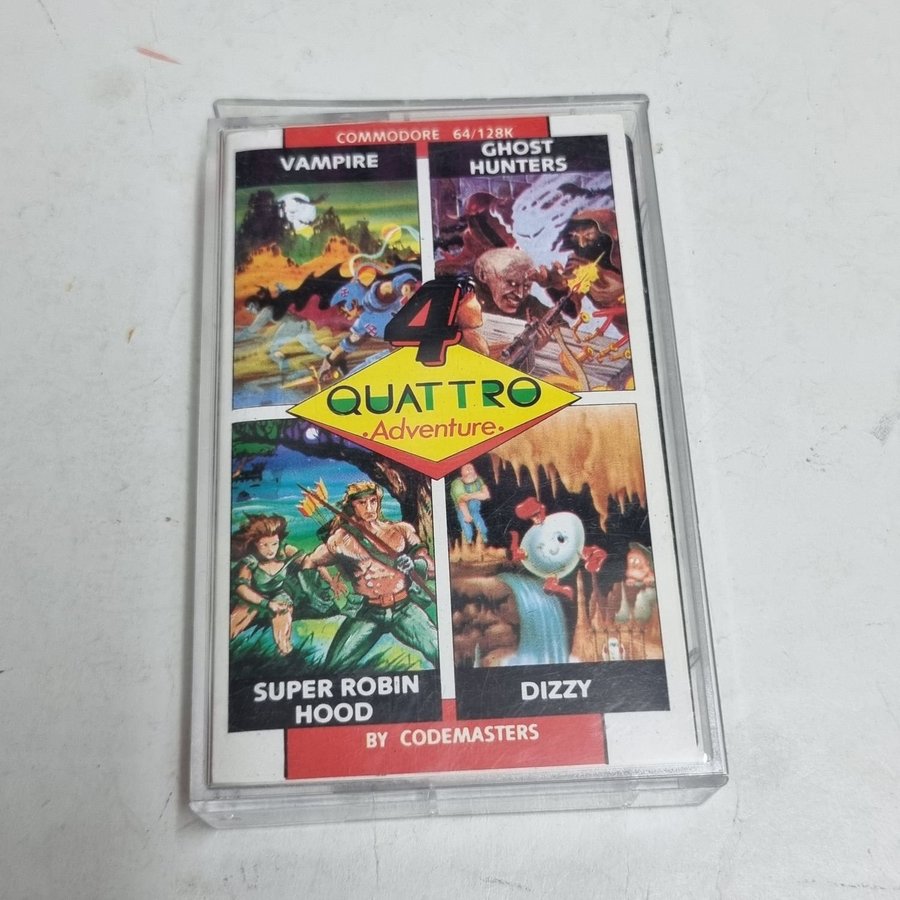 COMMODORE 64/128K
VAMPIRE
GHOST
HUNTERS
4
QUATTRO
·Adventure·
SUPER ROBIN
HOOD
DIZZY
BY CODEMASTERS